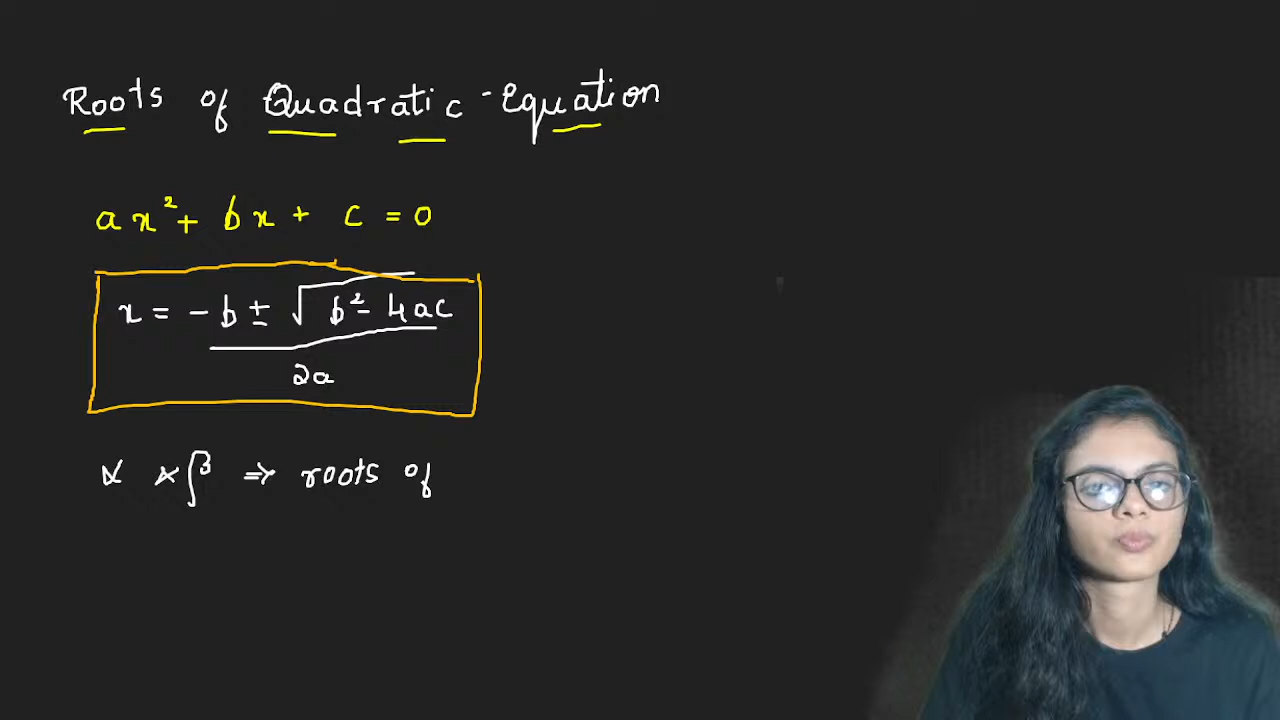 Roots of Quadratic Equation
ax² + bx + c = 0
x = -b ± √b² - 4ac
2a
α & β ⇒ roots of